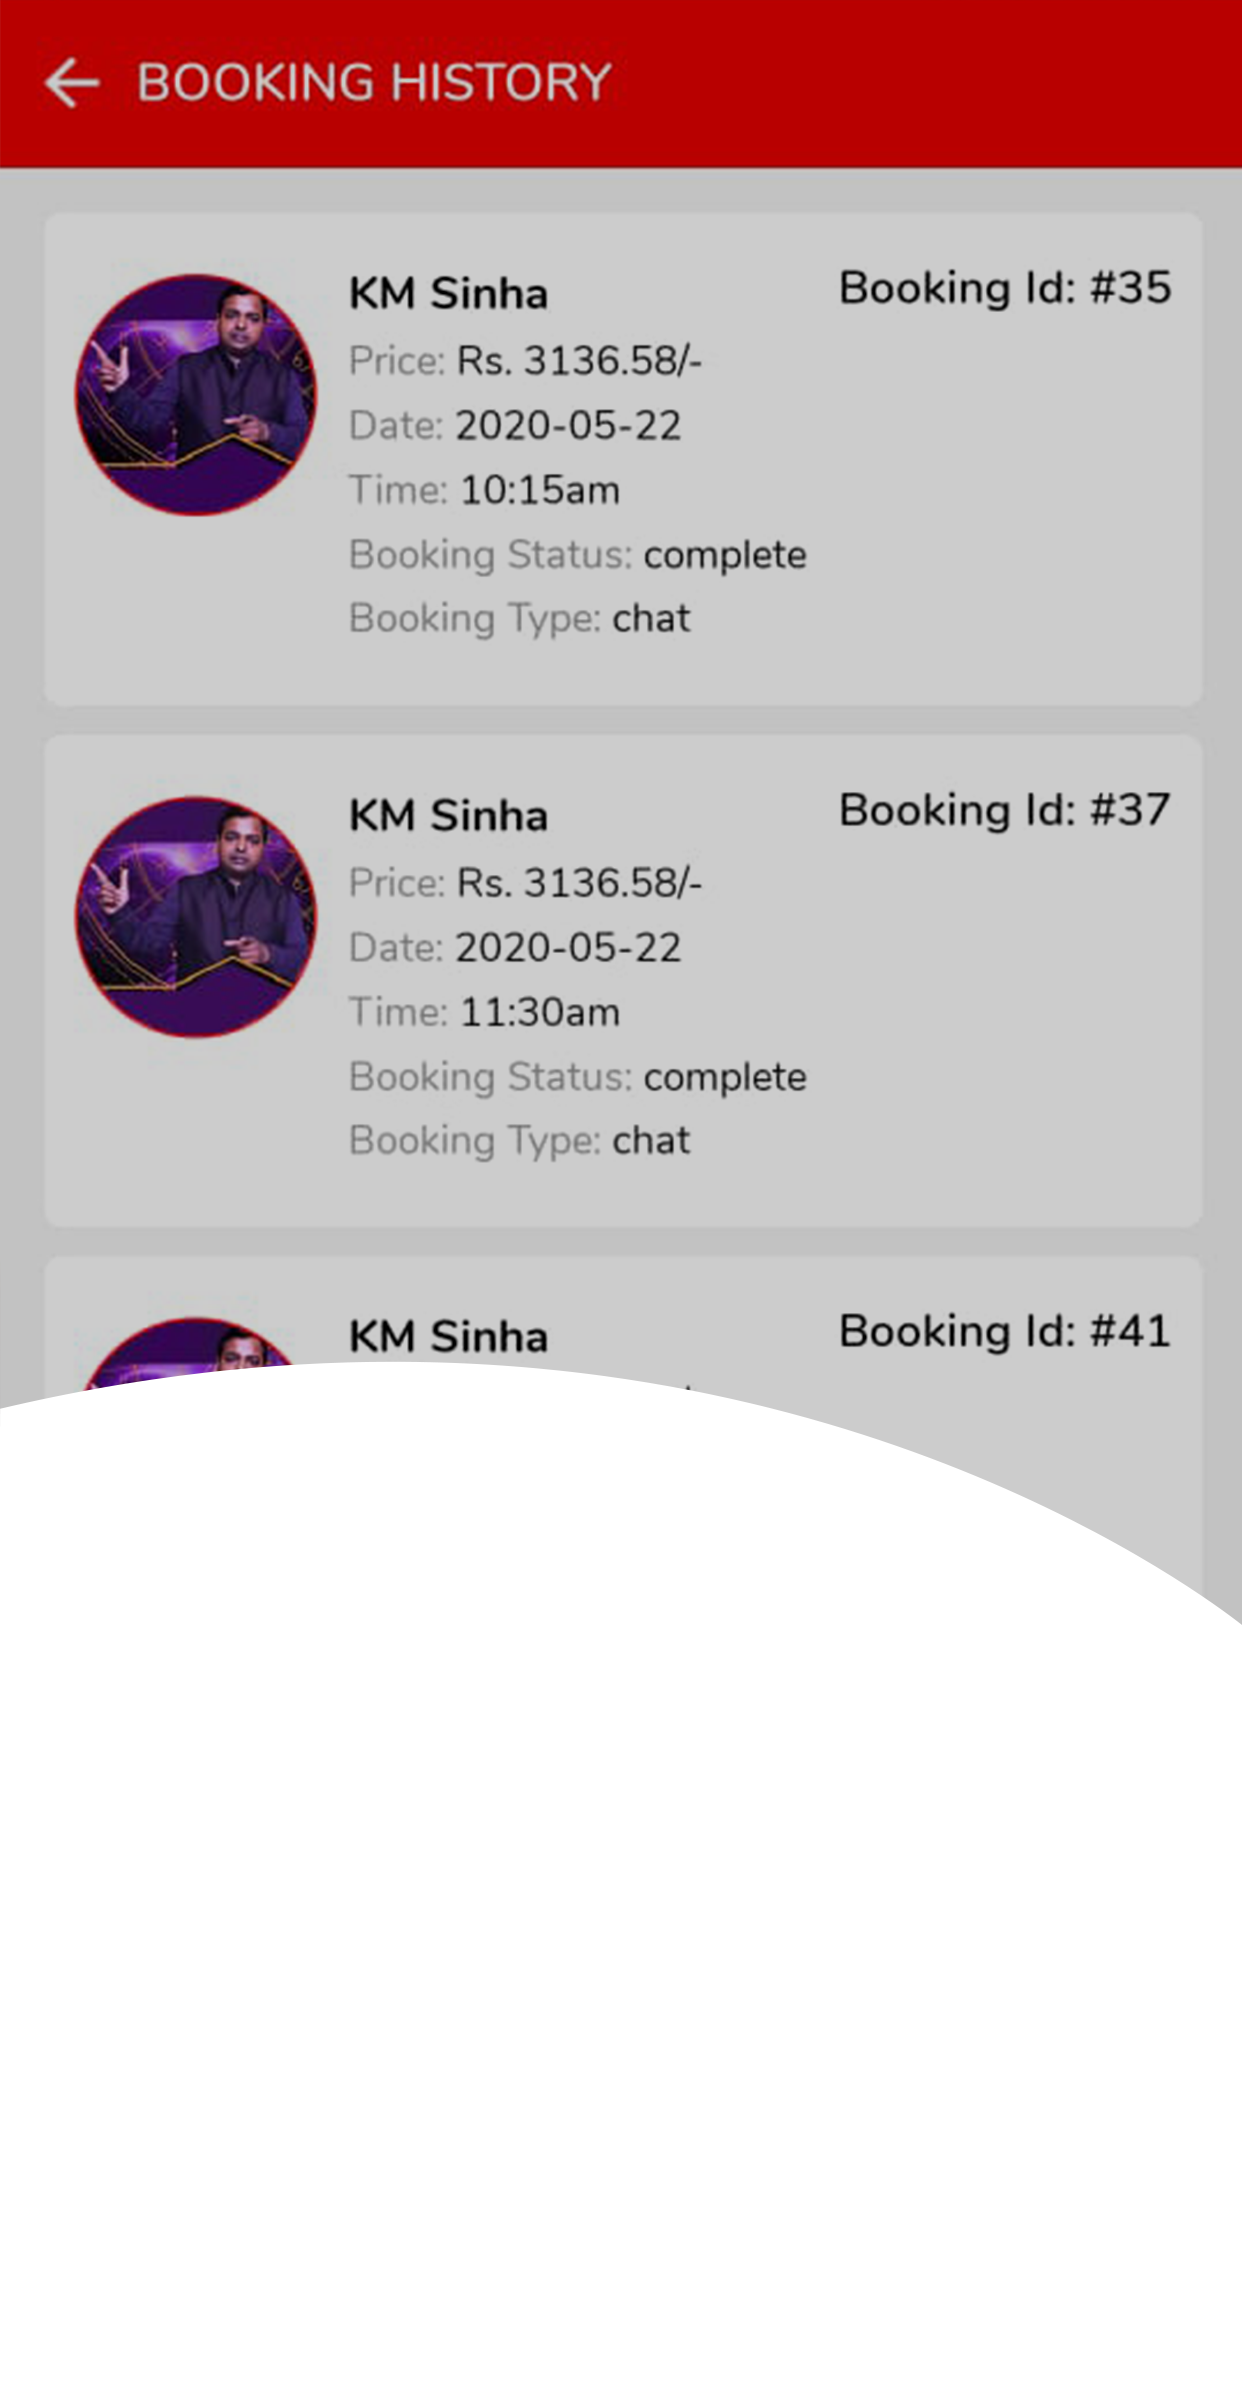 BOOKING HISTORY
KM Sinha
Booking Id: #35
Price: Rs. 3136.58/-
Date: 2020-05-22
Time: 10:15am
Booking Status: complete
Booking Type: chat
KM Sinha
Booking Id: #37
Price: Rs. 3136.58/-
Date: 2020-05-22
Time: 11:30am
Booking Status: complete
Booking Type: chat
KM Sinha
Booking Id: #41